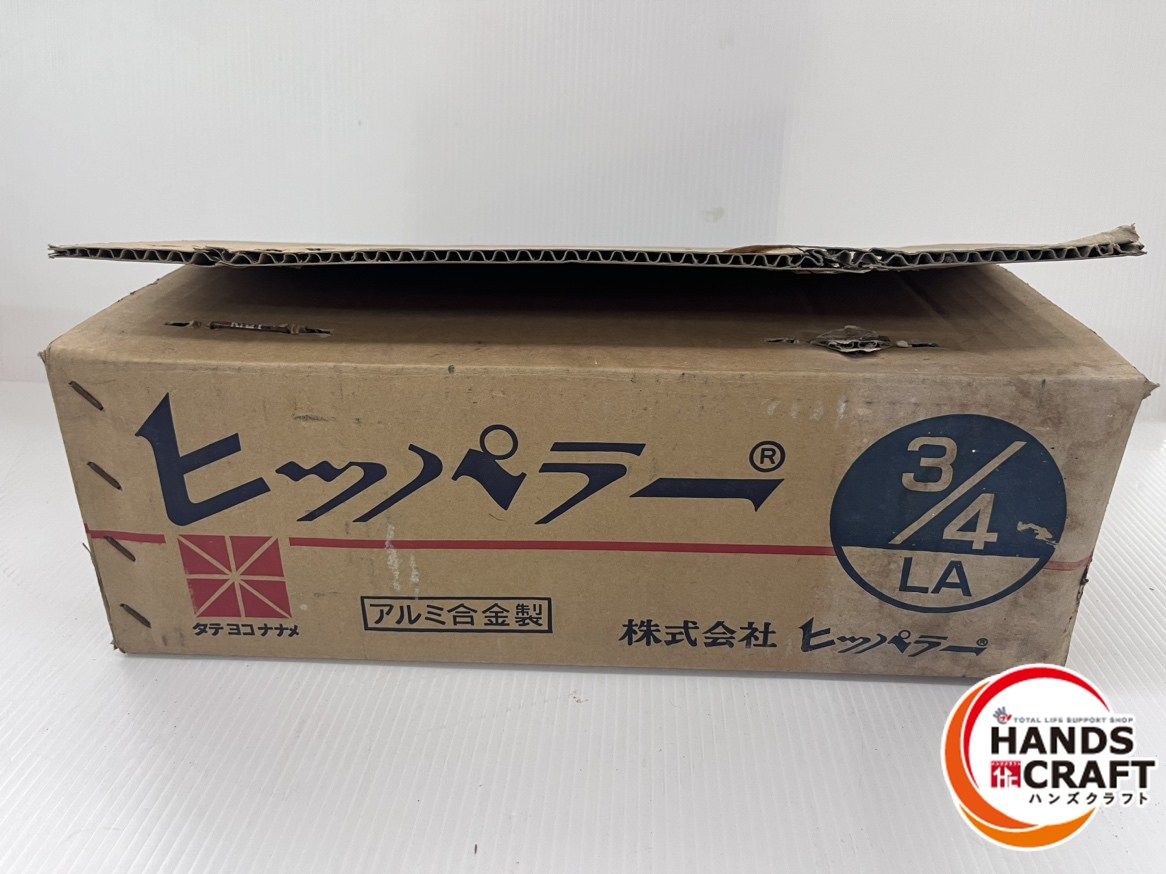 ヒッパラー®
3/4
LA
タテヨコナナメ
アルミ合金製
株式会社 ヒッパラー®
TOTAL LIFE SUPPORT SHOP
HANDS
CRAFT
ハンズクラフト